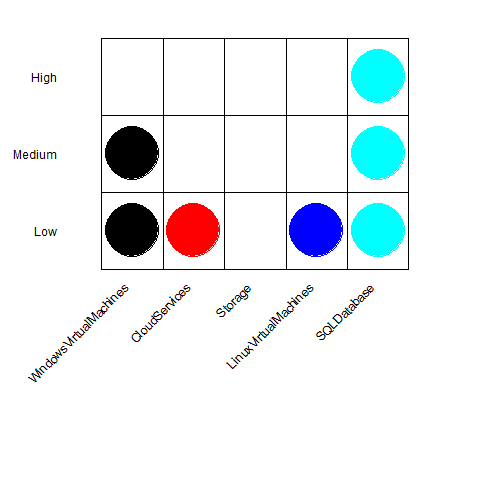 High
Medium
Low
WindowsVirtualMachines
CloudServices
Storage
LinuxVirtualMachines
SQLDatabase